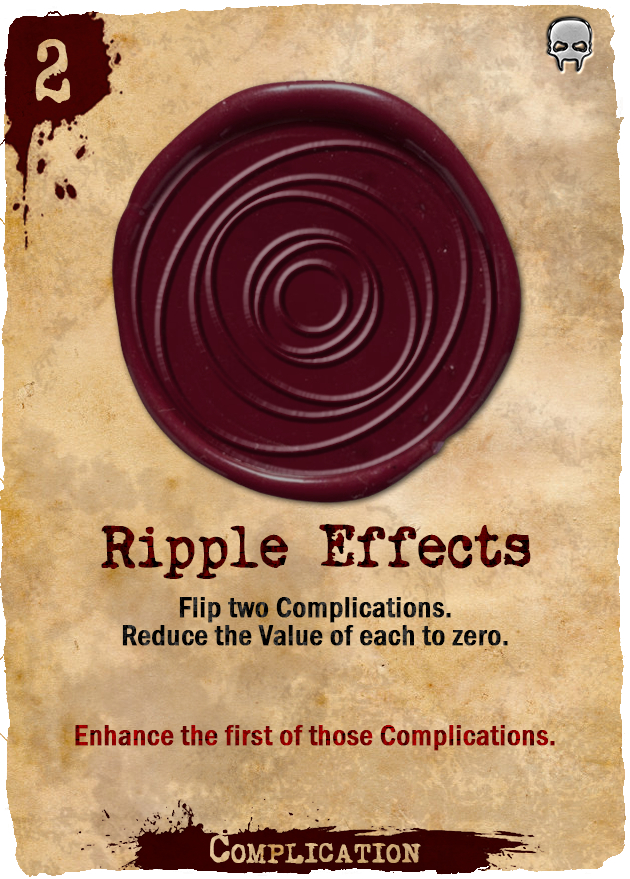 2
Ripple Effects
Flip two Complications.
Reduce the Value of each to zero.
Enhance the first of those Complications.
Complication